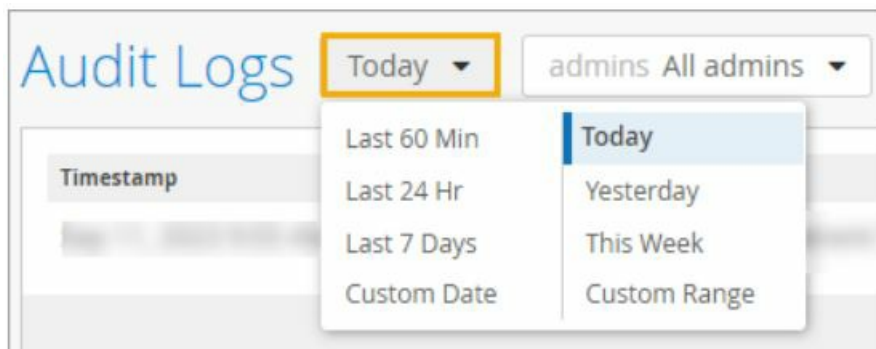 Audit Logs Today admins All admins
Timestamp
Last 60 Min
Last 24 Hr
Last 7 Days
Custom Date
Today
Yesterday
This Week
Custom Range